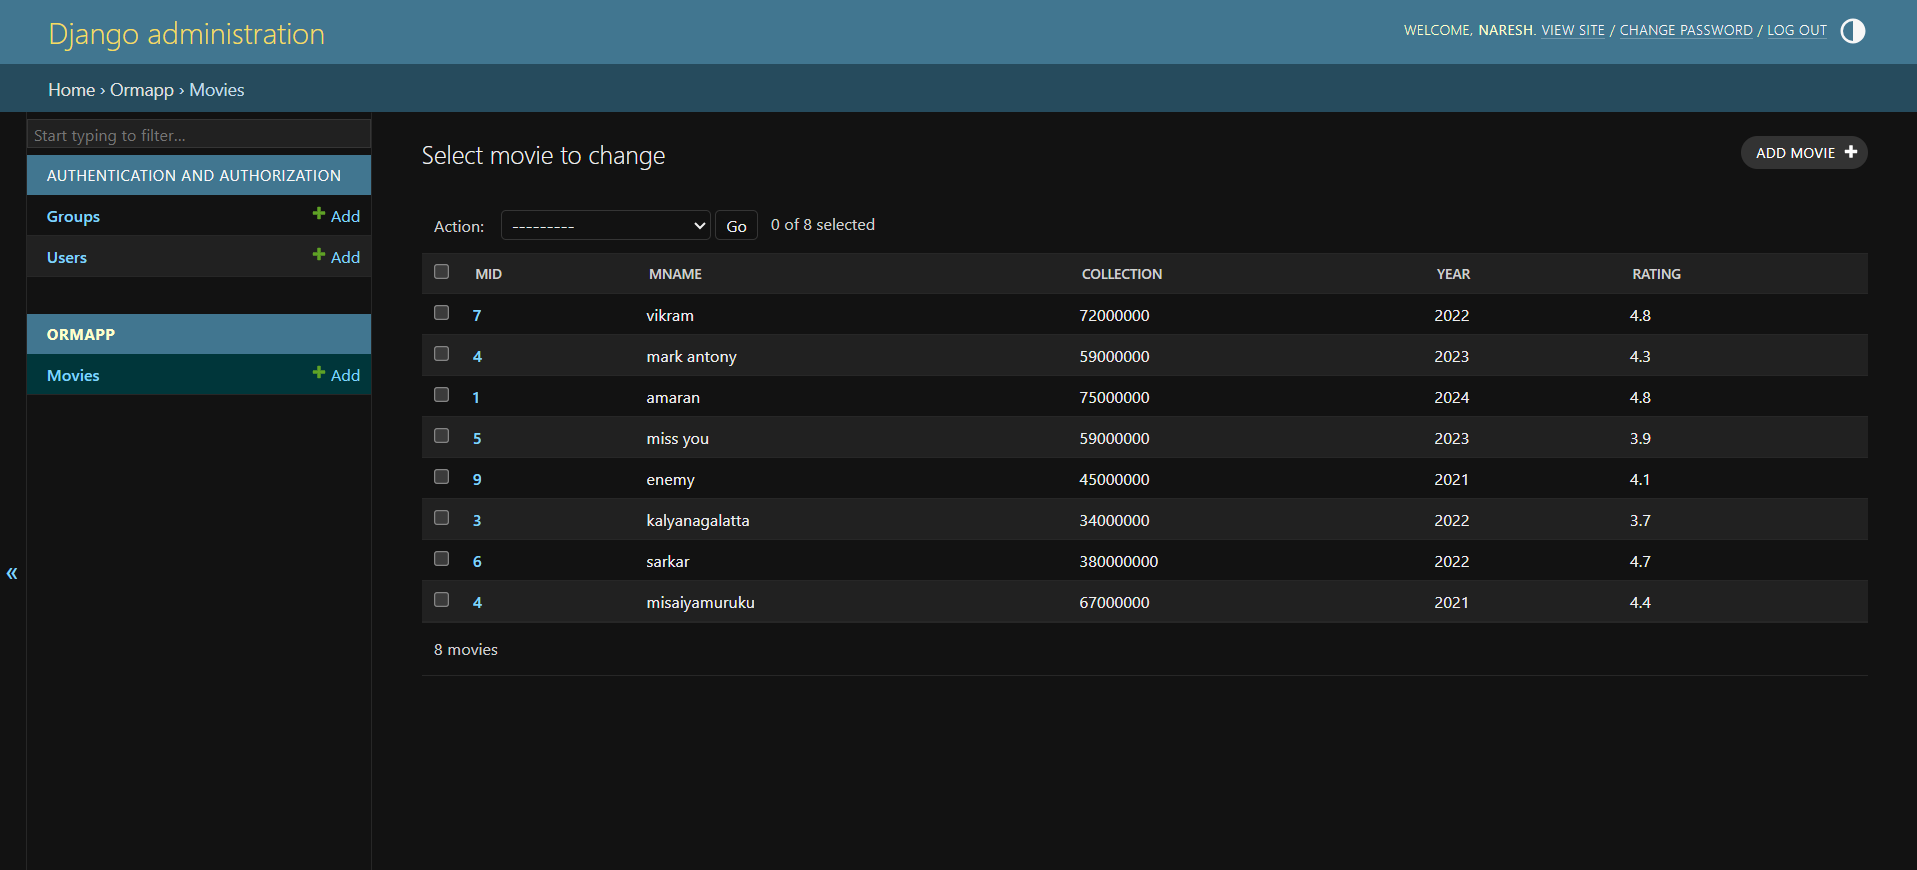 Django administration
WELCOME, NARESH. VIEW SITE / CHANGE PASSWORD / LOG OUT
Home › Ormapp › Movies
Start typing to filter...
AUTHENTICATION AND AUTHORIZATION
Groups + Add
Users + Add
ORMAPP
Movies + Add
«
Select movie to change
ADD MOVIE +
Action: --------- Go 0 of 8 selected
MID MNAME COLLECTION YEAR RATING
7 vikram 72000000 2022 4.8
4 mark antony 59000000 2023 4.3
1 amaran 75000000 2024 4.8
5 miss you 59000000 2023 3.9
9 enemy 45000000 2021 4.1
3 kalyanagalatta 34000000 2022 3.7
6 sarkar 380000000 2022 4.7
4 misaiyamuruku 67000000 2021 4.4
8 movies